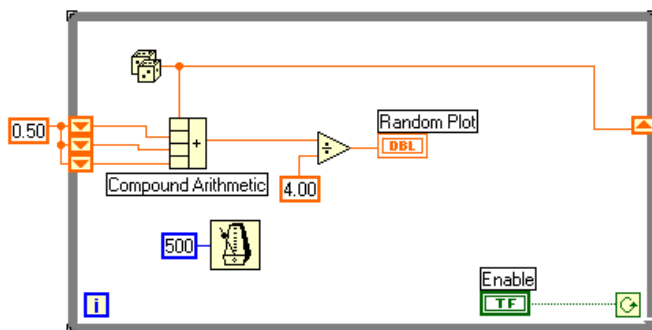 Random Plot
0.50
+
÷
DBL
Compound Arithmetic
4.00
500
Enable
i
TF